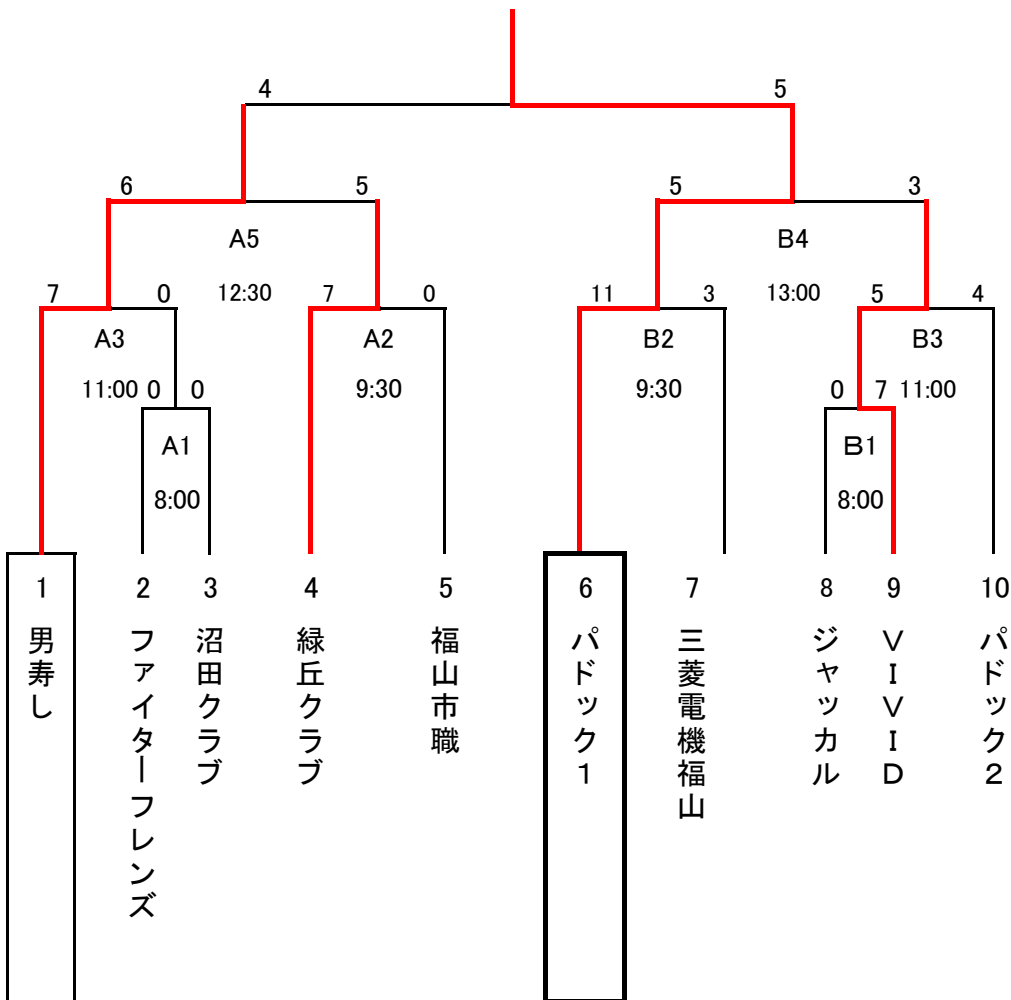 4 5
6 5 5 3
A5 B4
7 0 12:30 7 0 11 3 13:00 5 4
A3 A2 B2 B3
11:00 0 0 9:30 9:30 0 7 11:00
A1 B1
8:00 8:00
1 2 3 4 5 6 7 8 9 10
男寿し
ファイターフレンズ
沼田クラブ
緑丘クラブ
福山市職
パドック1
三菱電機福山
ジャッカル
VIVID
パドック2